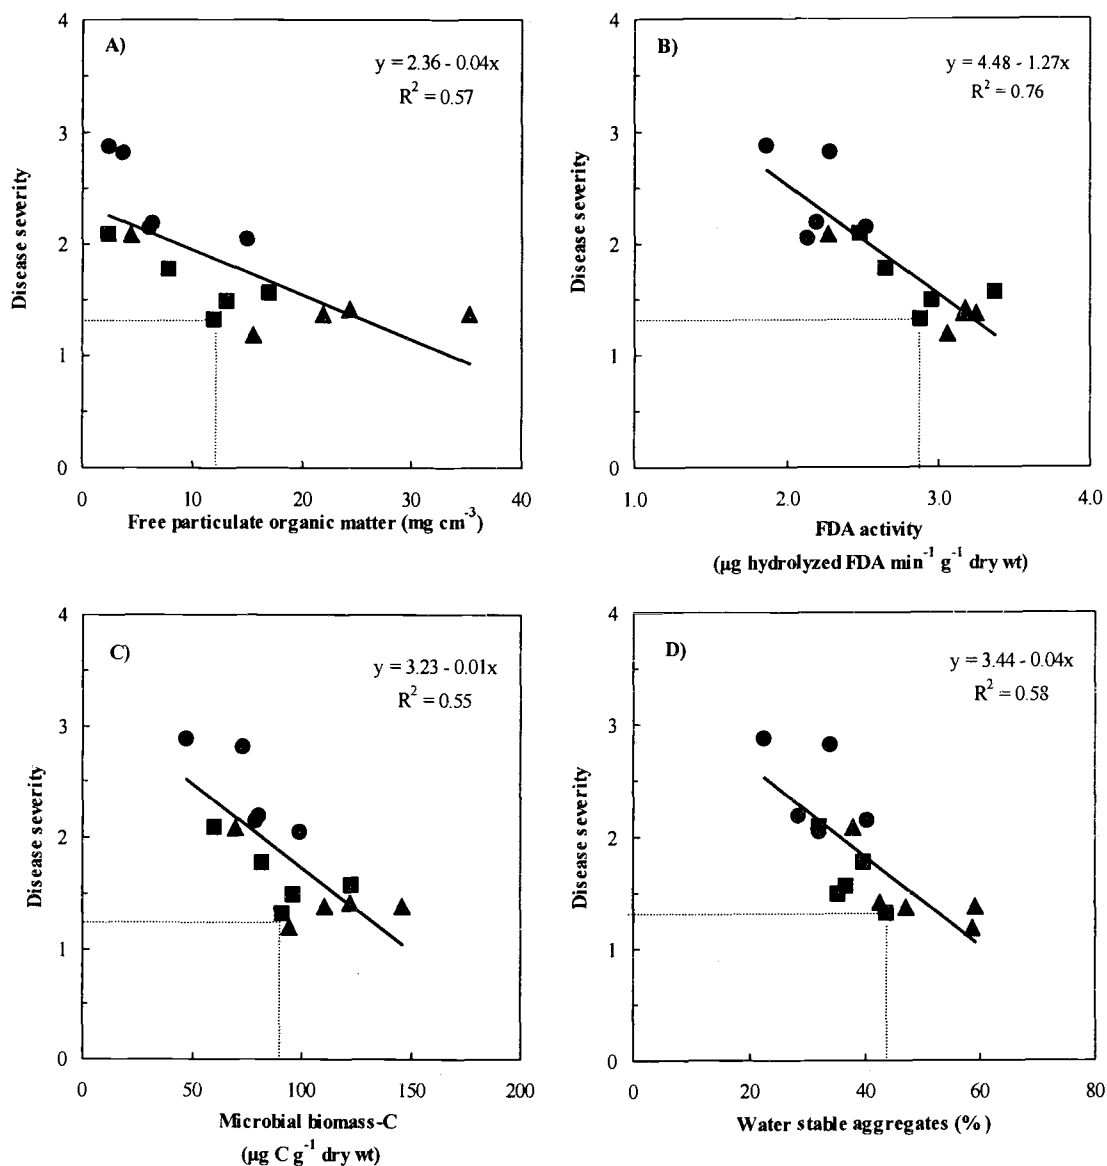 A)
y = 2.36 - 0.04x
R² = 0.57
Disease severity
4
3
2
1
0
0 10 20 30 40
Free particulate organic matter (mg cm⁻³)
B)
y = 4.48 - 1.27x
R² = 0.76
Disease severity
4
3
2
1
0
1.0 2.0 3.0 4.0
FDA activity
(µg hydrolyzed FDA min⁻¹ g⁻¹ dry wt)
C)
y = 3.23 - 0.01x
R² = 0.55
Disease severity
4
3
2
1
0
0 50 100 150 200
Microbial biomass-C
(µg C g⁻¹ dry wt)
D)
y = 3.44 - 0.04x
R² = 0.58
Disease severity
4
3
2
1
0
0 20 40 60 80
Water stable aggregates (%)